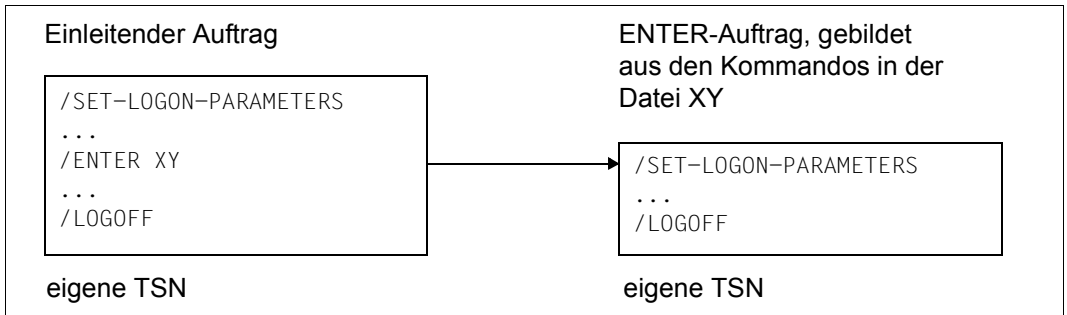 Einleitender Auftrag
/SET-LOGON-PARAMETERS
...
/ENTER XY
...
/LOGOFF
eigene TSN
ENTER-Auftrag, gebildet
aus den Kommandos in der
Datei XY
/SET-LOGON-PARAMETERS
...
/LOGOFF
eigene TSN